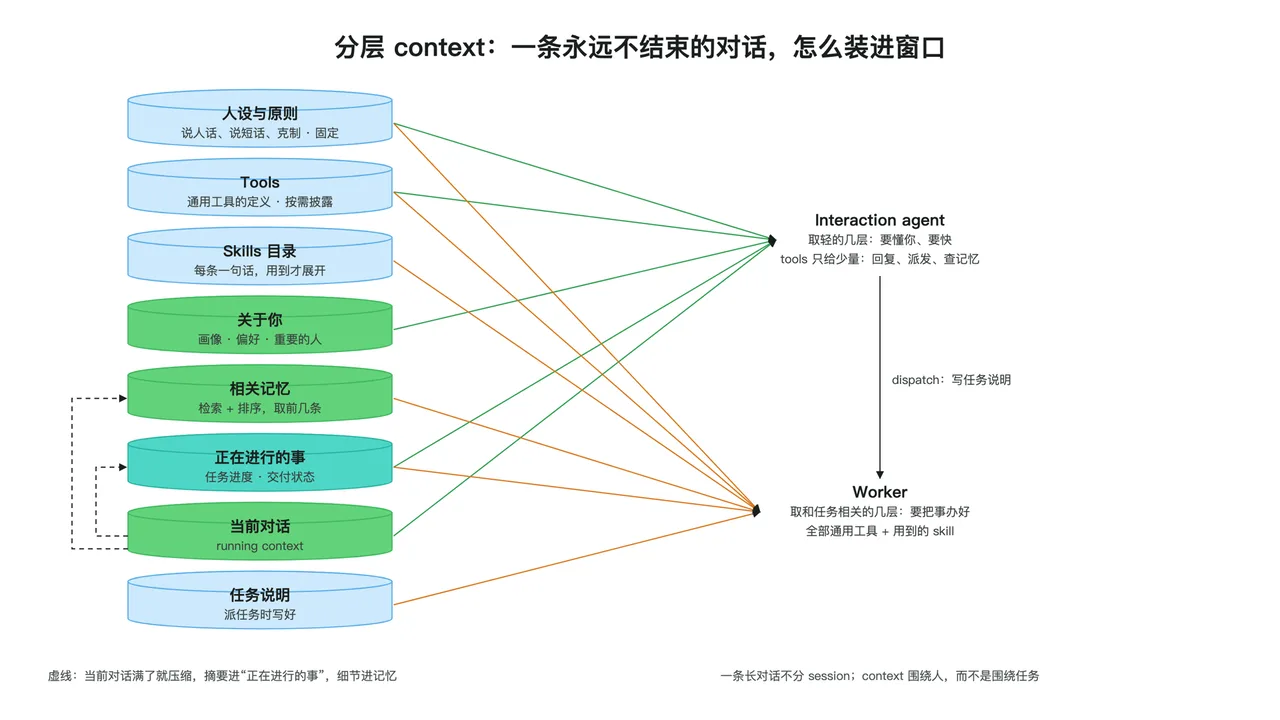 分层 context：一条永远不结束的对话，怎么装进窗口
人设与原则
说人话、说短话、克制 · 固定
Tools
通用工具的定义 · 按需披露
Skills 目录
每条一句话，用到才展开
关于你
画像 · 偏好 · 重要的人
相关记忆
检索 + 排序，取前几条
正在进行的事
任务进度 · 交付状态
当前对话
running context
任务说明
派任务时写好
Interaction agent
取轻的几层：要懂你、要快
tools 只给少量：回复、派发、查记忆
dispatch：写任务说明
Worker
取和任务相关的几层：要把事办好
全部通用工具 + 用到的 skill
虚线：当前对话满了就压缩，摘要进“正在进行的事”，细节进记忆
一条长对话不分 session；context 围绕人，而不是围绕任务